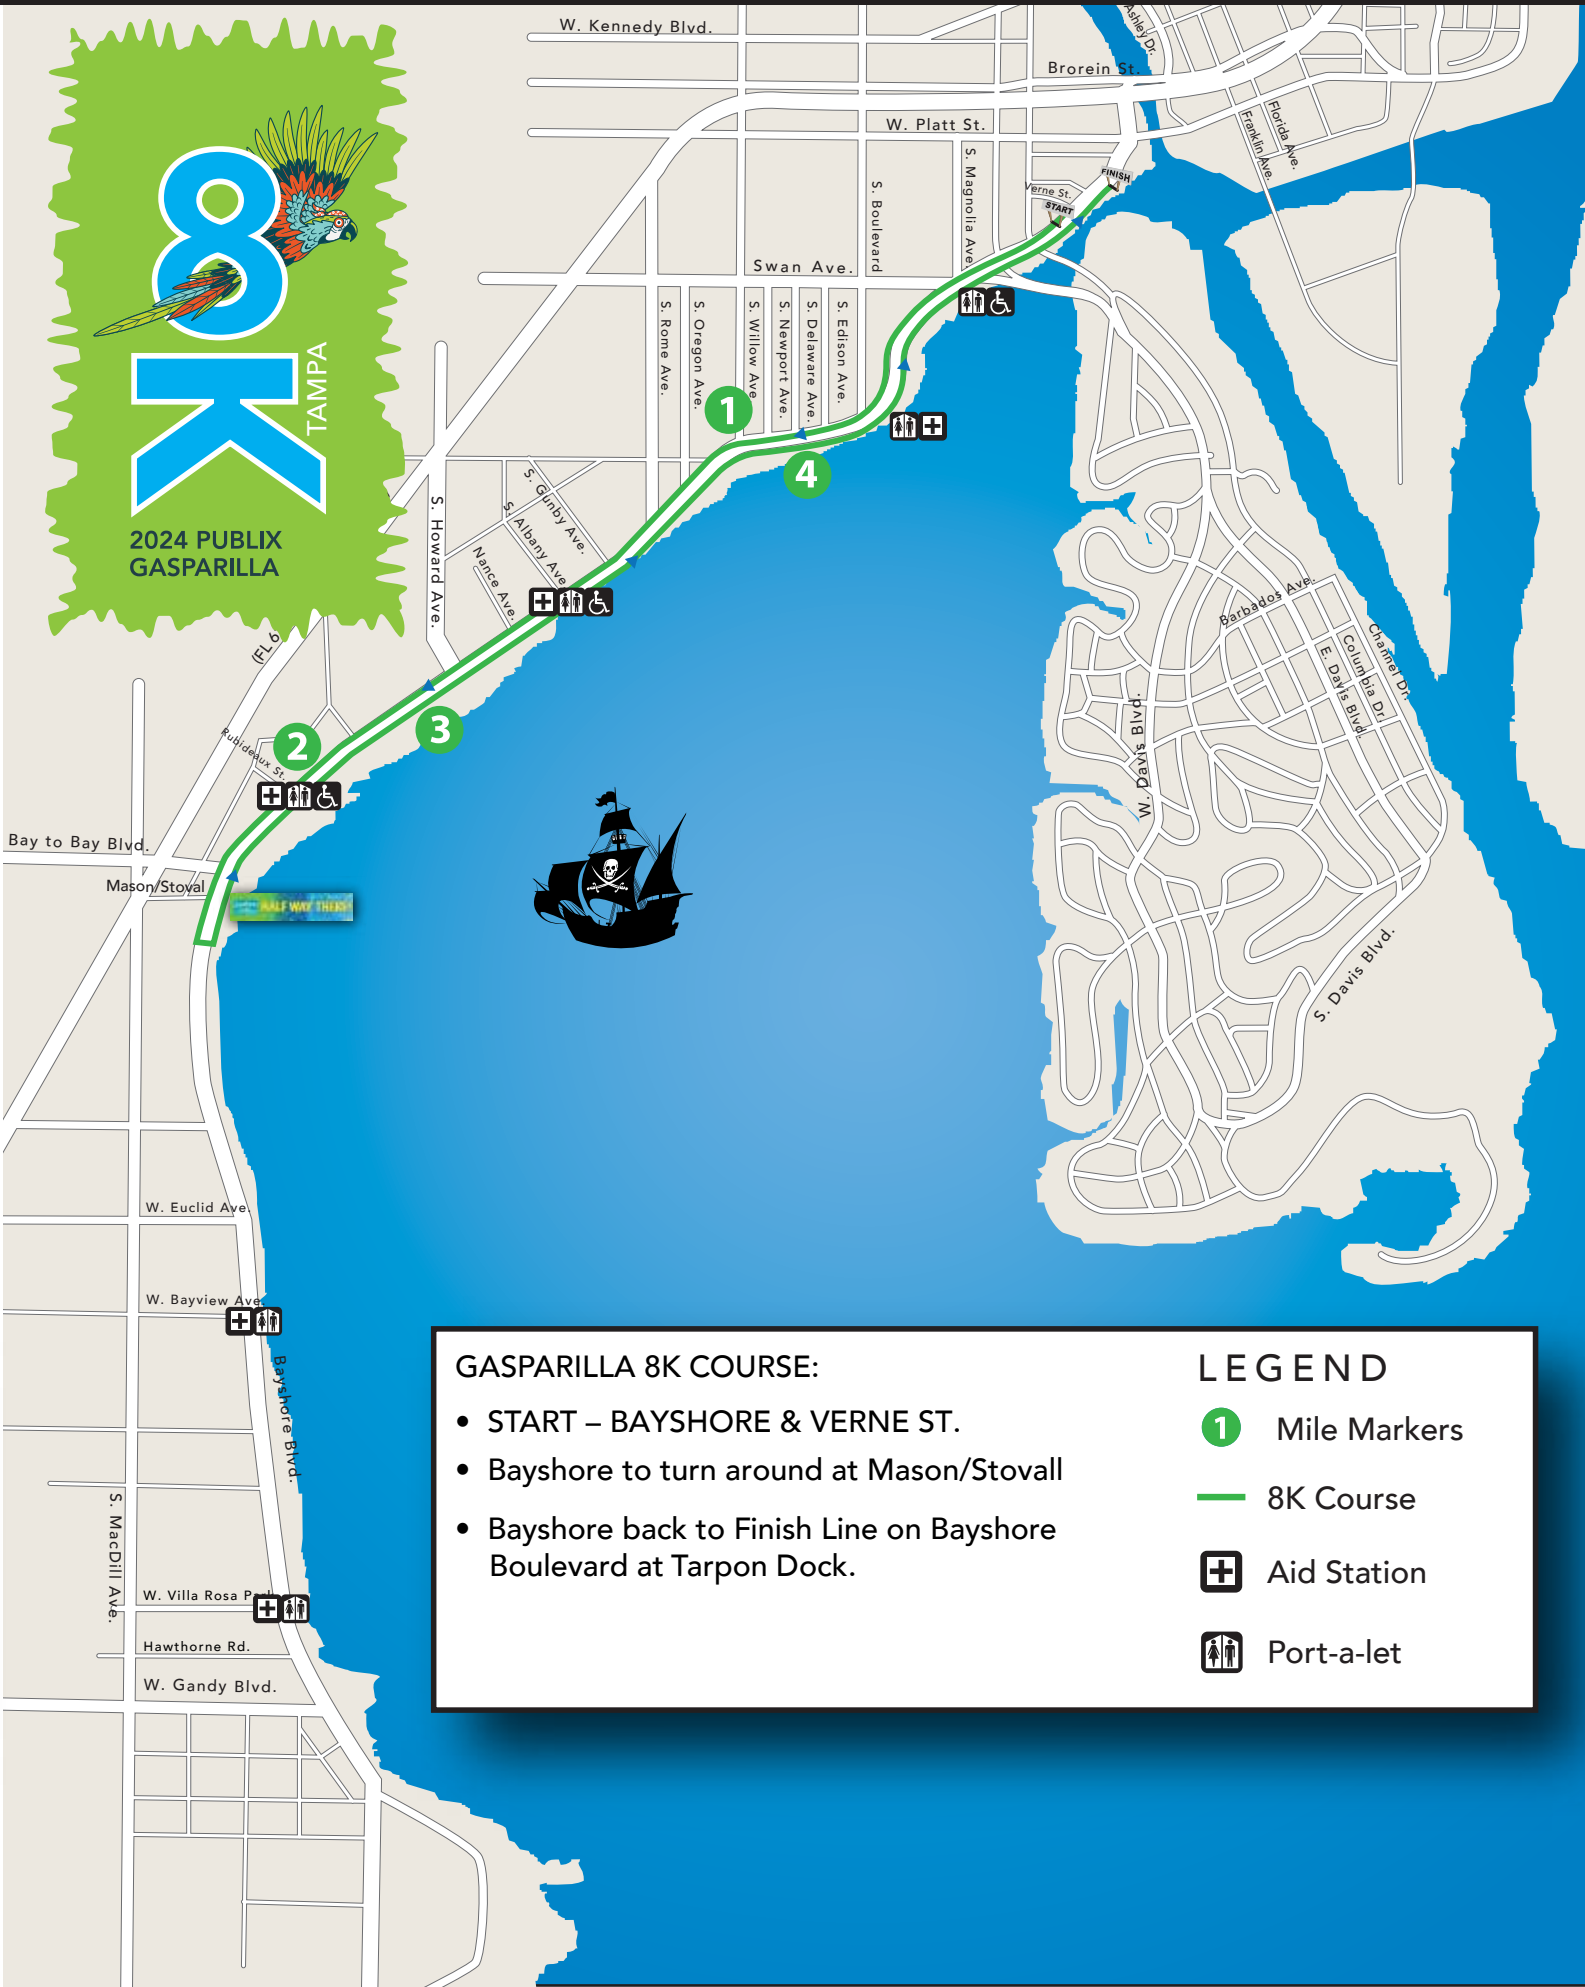 W. Kennedy Blvd.
Ashley Dr.
Brorein St.
W. Platt St.
Florida Ave.
Franklin Ave.
FINISH
Verne St.
START
S. Magnolia Ave.
S. Boulevard
Swan Ave.
S. Rome Ave.
S. Oregon Ave.
S. Willow Ave
S. Newport Ave.
S. Delaware Ave.
S. Edison Ave.
8K
TAMPA
2024 PUBLIX
GASPARILLA
1
4
S. Howard Ave.
S. Gunby Ave.
S. Albany Ave.
Nance Ave.
(FL 6
3
2
Rubideaux St.
Bay to Bay Blvd.
Mason/Stoval
HALF WAY THERE!
Barbados Ave.
Channel Dr.
Columbia Dr.
E. Davis Blvd.
W. Davis Blvd.
S. Davis Blvd.
W. Euclid Ave.
W. Bayview Ave.
Bayshore Blvd.
S. MacDill Ave.
W. Villa Rosa Park
Hawthorne Rd.
W. Gandy Blvd.
GASPARILLA 8K COURSE:
• START – BAYSHORE & VERNE ST.
• Bayshore to turn around at Mason/Stovall
• Bayshore back to Finish Line on Bayshore
Boulevard at Tarpon Dock.
LEGEND
1 Mile Markers
8K Course
Aid Station
Port-a-let